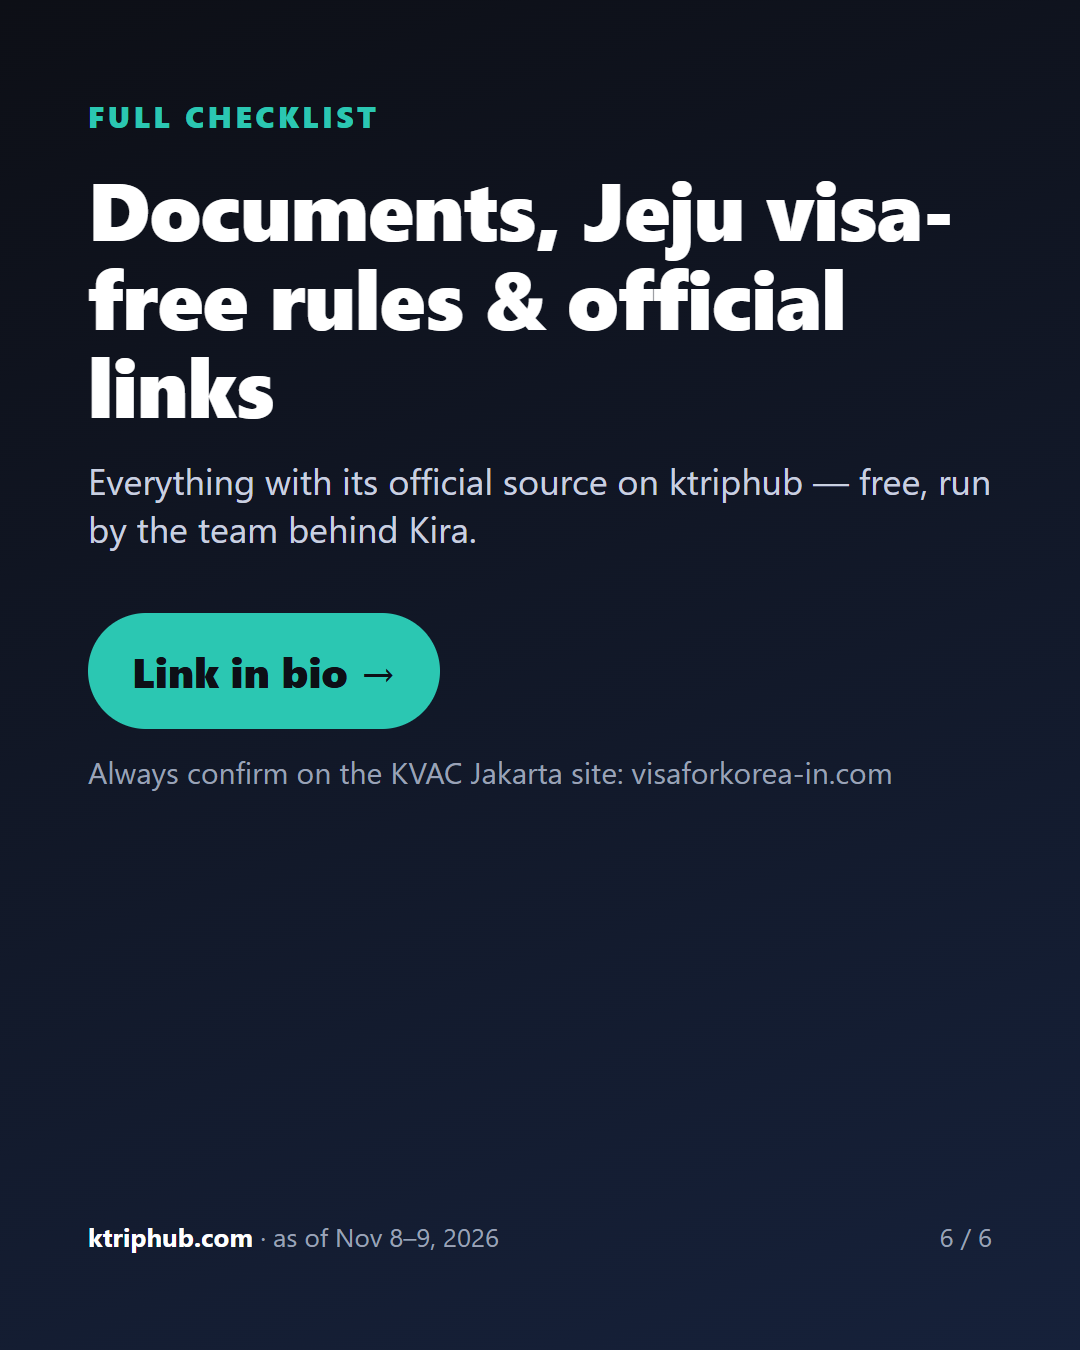 FULL CHECKLIST
Documents, Jeju visa-
free rules & official
links
Everything with its official source on ktriphub — free, run
by the team behind Kira.
Link in bio →
Always confirm on the KVAC Jakarta site: visaforkorea-in.com
ktriphub.com · as of Nov 8–9, 2026
6 / 6